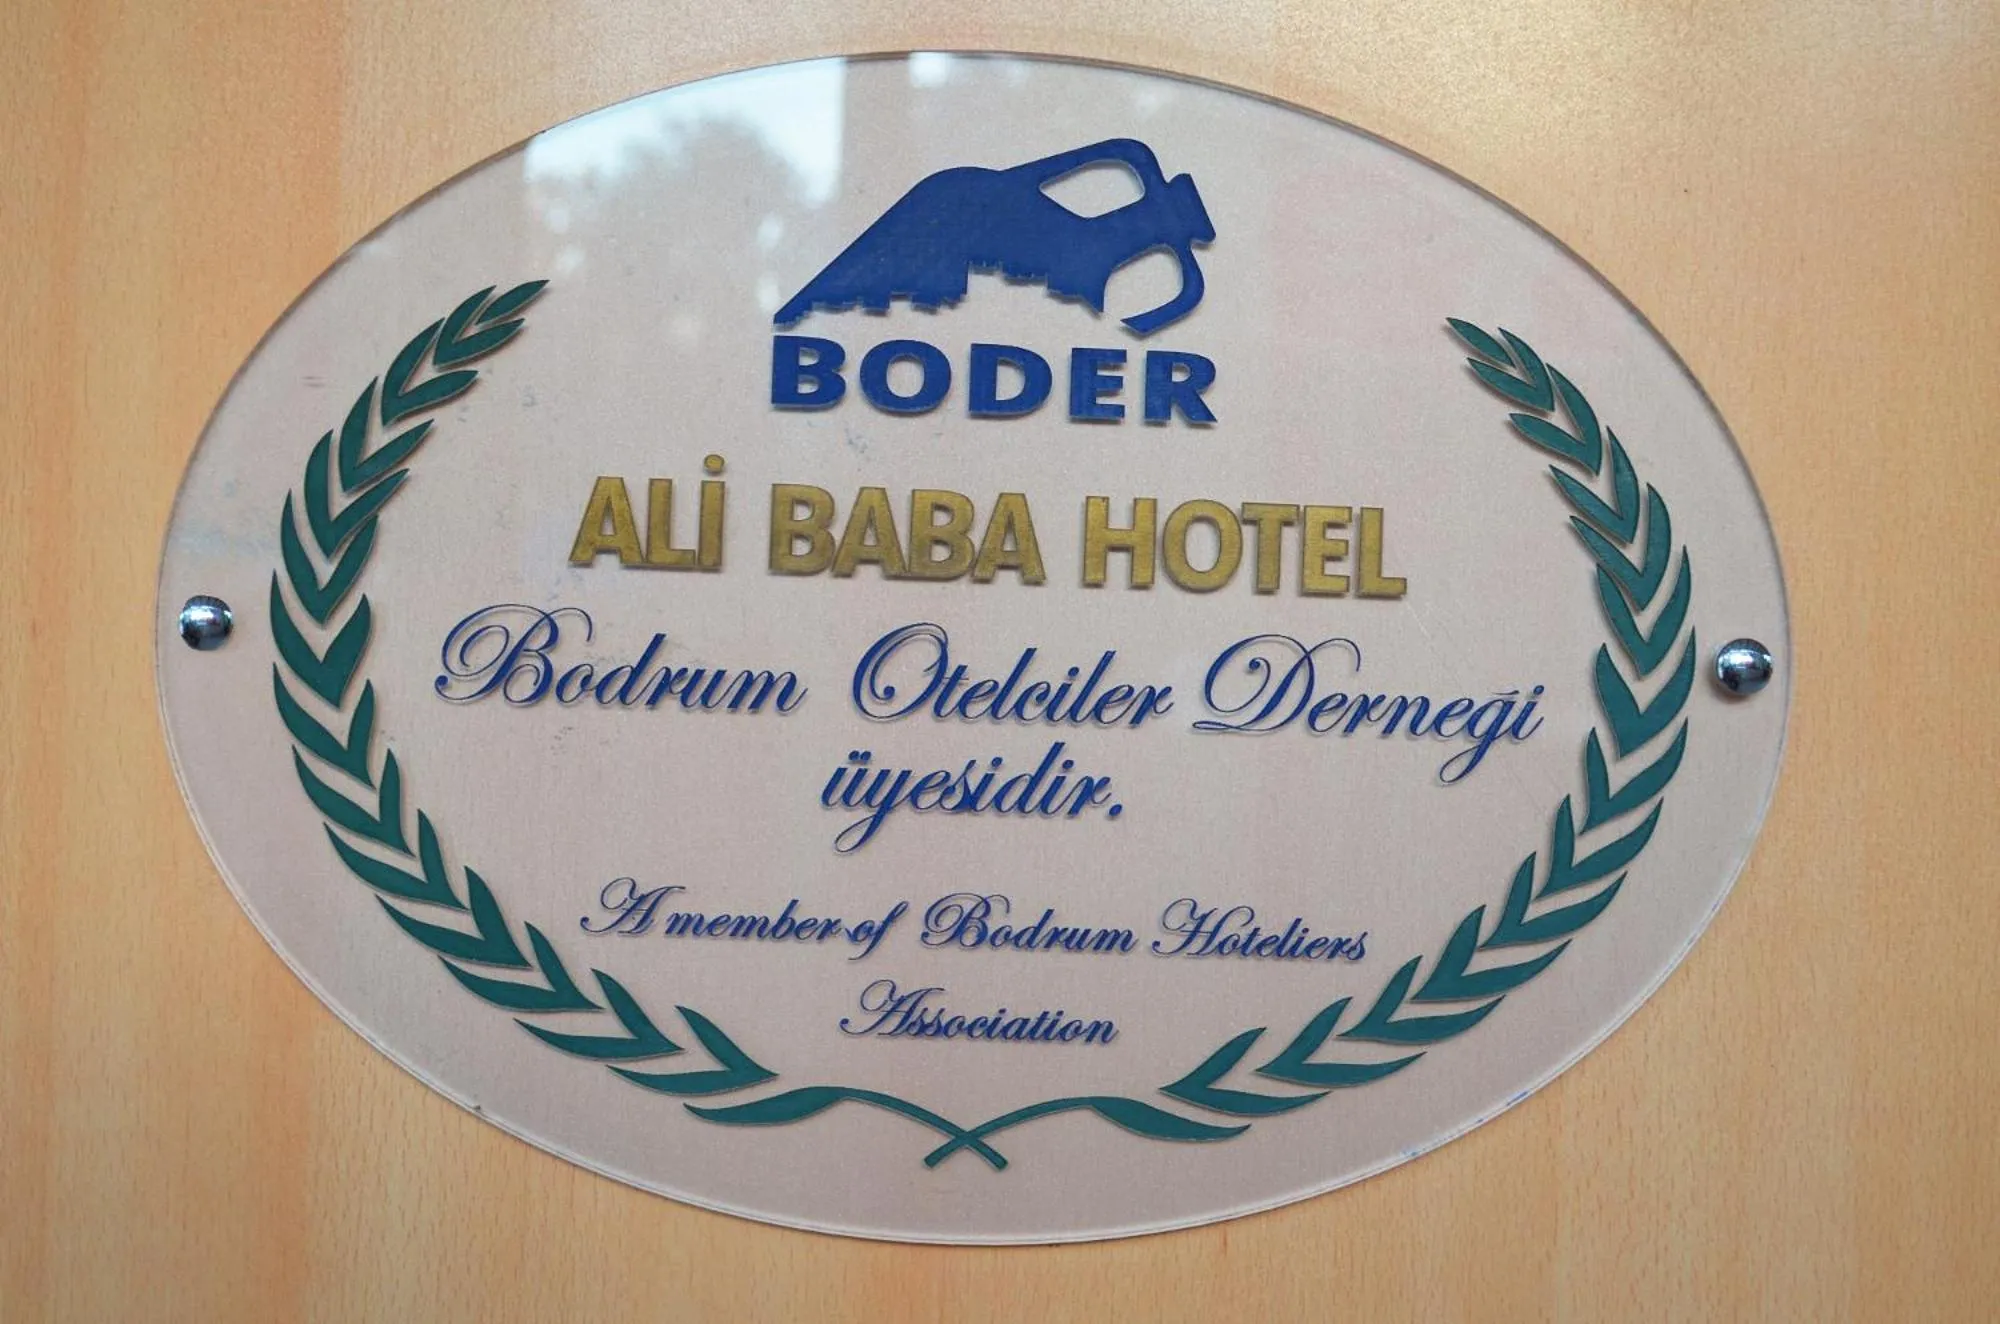 BODER
ALİ BABA HOTEL
Bodrum Otelciler Derneği
üyesidir.
A member of Bodrum Hoteliers
Association